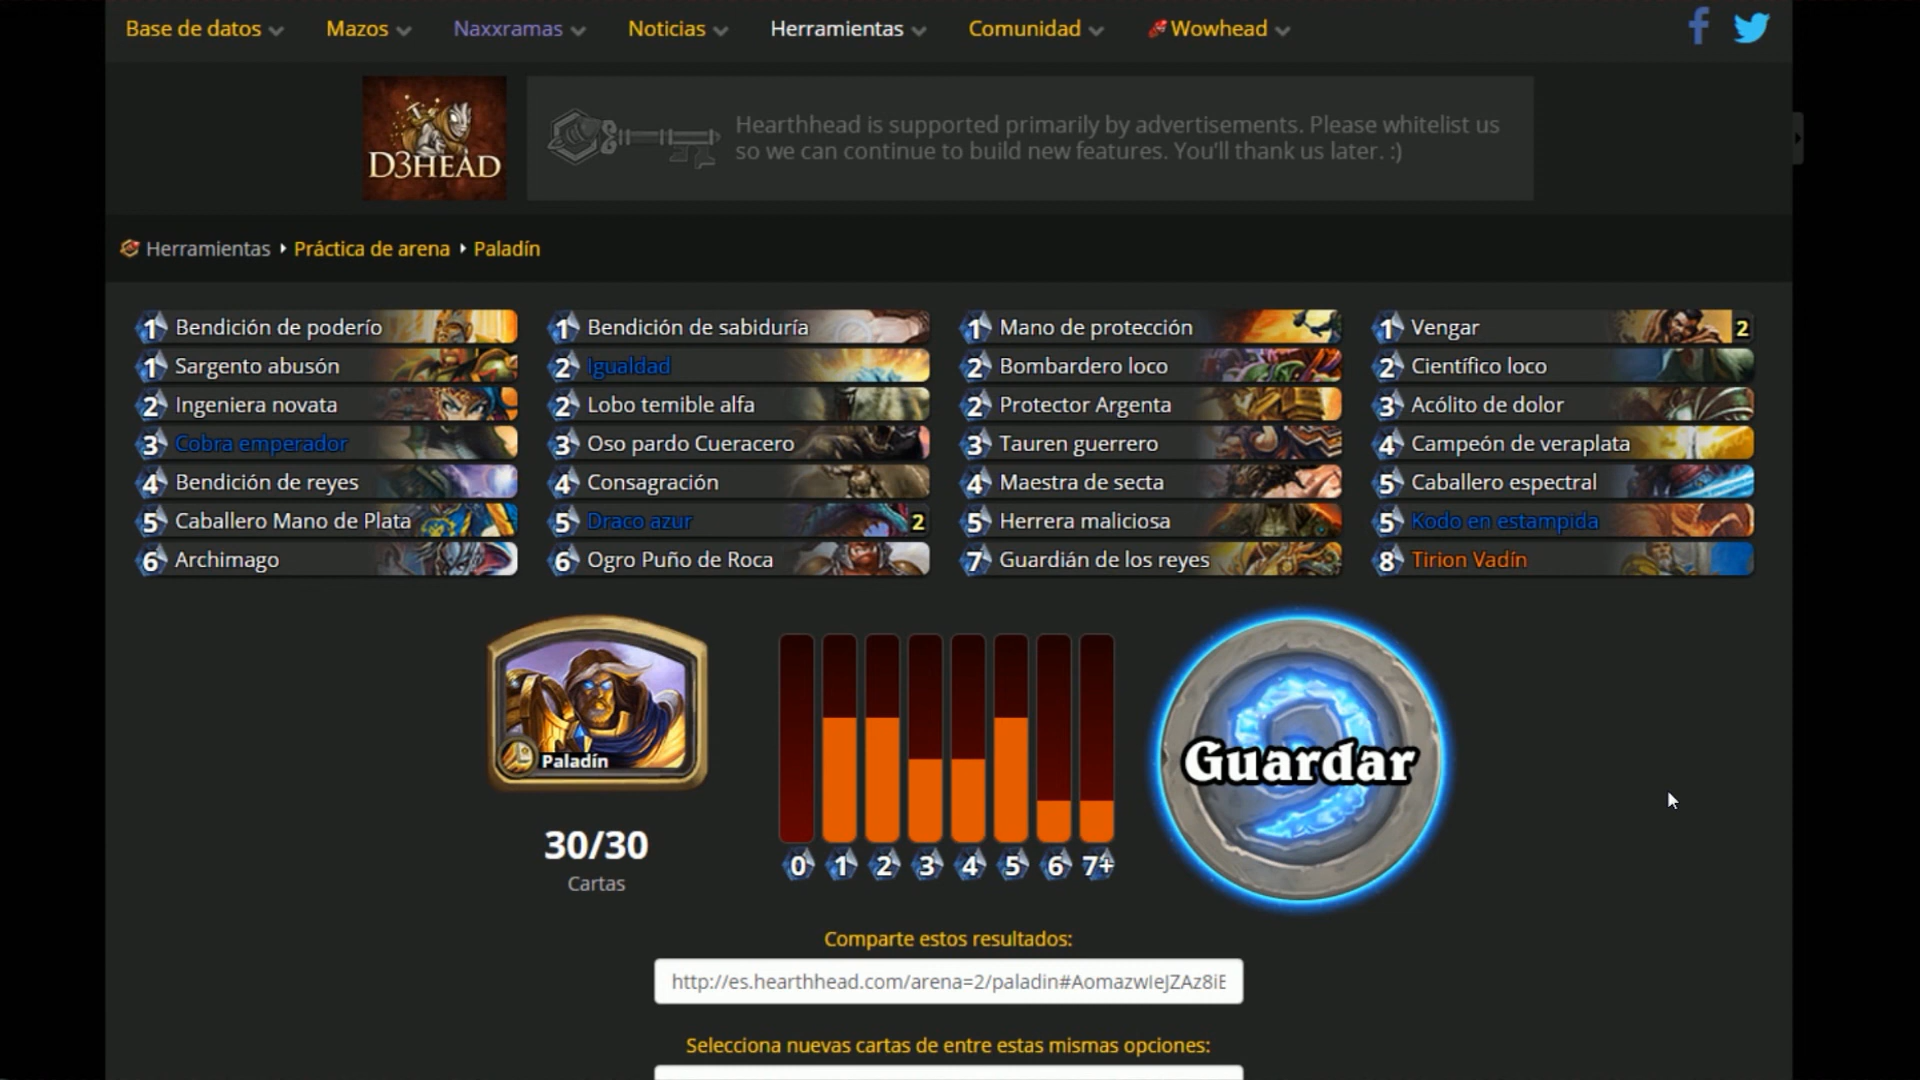 Base de datos Mazos Naxxramas Noticias Herramientas Comunidad Wowhead
D3HEAD
Hearthhead is supported primarily by advertisements. Please whitelist us
so we can continue to build new features. You'll thank us later. :)
Herramientas Práctica de arena Paladín
1 Bendición de poderío 1 Bendición de sabiduría 1 Mano de protección 1 Vengar 2
1 Sargento abusón 2 Igualdad 2 Bombardero loco 2 Científico loco
2 Ingeniera novata 2 Lobo temible alfa 2 Protector Argenta 3 Acólito de dolor
3 Cobra emperador 3 Oso pardo Cueracero 3 Tauren guerrero 4 Campeón de veraplata
4 Bendición de reyes 4 Consagración 4 Maestra de secta 5 Caballero espectral
5 Caballero Mano de Plata 5 Draco azur 2 5 Herrera maliciosa 5 Kodo en estampida
6 Archimago 6 Ogro Puño de Roca 7 Guardián de los reyes 8 Tirion Vadín
Paladín
Guardar
30/30
Cartas
0 1 2 3 4 5 6 7+
Comparte estos resultados:
http://es.hearthhead.com/arena=2/paladin#AomazwIeJZAz8iE
Selecciona nuevas cartas de entre estas mismas opciones: